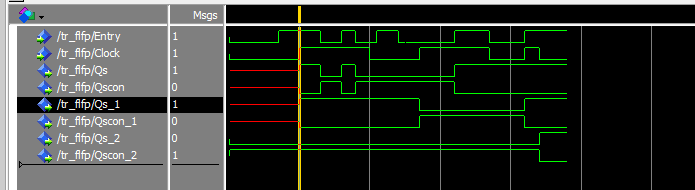 Msgs
/tr_flfp/Entry 1
/tr_flfp/Clock 1
/tr_flfp/Qs 1
/tr_flfp/Qscon 0
/tr_flfp/Qs_1 1
/tr_flfp/Qscon_1 0
/tr_flfp/Qs_2 0
/tr_flfp/Qscon_2 1